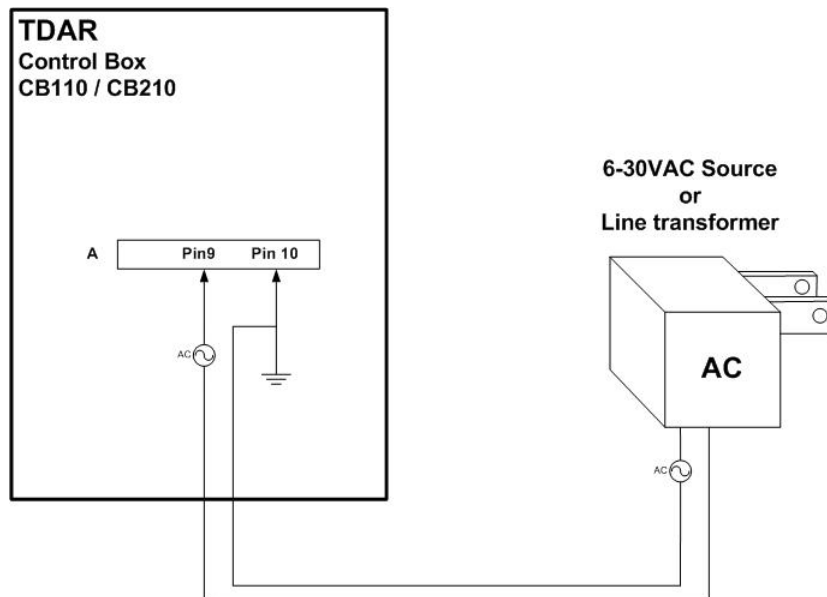 TDAR
Control Box
CB110 / CB210
6-30VAC Source
or
Line transformer
A
Pin9 Pin 10
AC
AC
AC